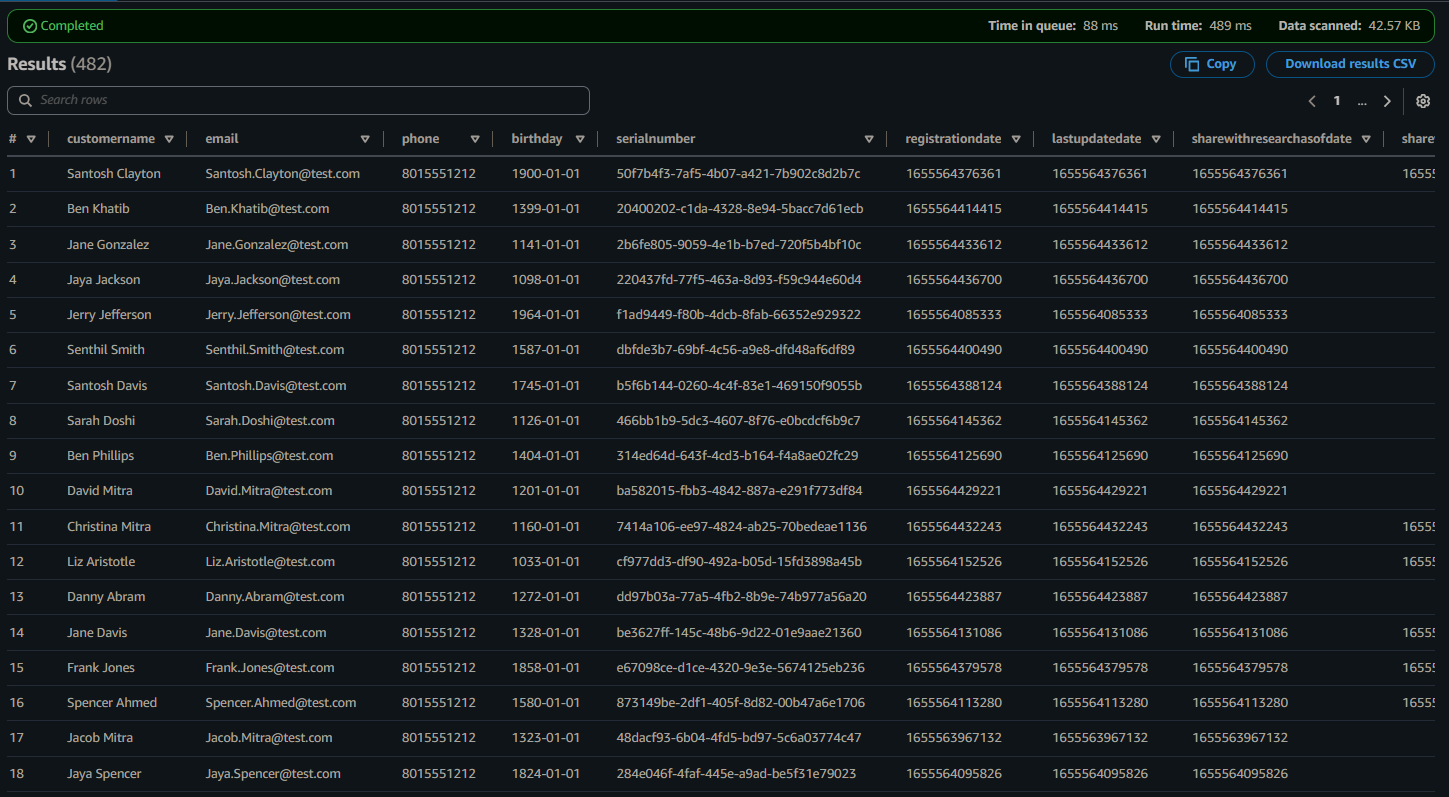 Completed Time in queue: 88 ms Run time: 489 ms Data scanned: 42.57 KB
Results (482) Copy Download results CSV
Search rows 1 ...
# customername email phone birthday serialnumber registrationdate lastupdatedate sharewithresearchasofdate share
1 Santosh Clayton Santosh.Clayton@test.com 8015551212 1900-01-01 50f7b4f3-7af5-4b07-a421-7b902c8d2b7c 1655564376361 1655564376361 1655564376361 16555
2 Ben Khatib Ben.Khatib@test.com 8015551212 1399-01-01 20400202-c1da-4328-8e94-5bacc7d61ecb 1655564414415 1655564414415 1655564414415
3 Jane Gonzalez Jane.Gonzalez@test.com 8015551212 1141-01-01 2b6fe805-9059-4e1b-b7ed-720f5b4bf10c 1655564433612 1655564433612 1655564433612
4 Jaya Jackson Jaya.Jackson@test.com 8015551212 1098-01-01 220437fd-77f5-463a-8d93-f59c944e60d4 1655564436700 1655564436700 1655564436700
5 Jerry Jefferson Jerry.Jefferson@test.com 8015551212 1964-01-01 f1ad9449-f80b-4dcb-8fab-66352e929322 1655564085333 1655564085333 1655564085333
6 Senthil Smith Senthil.Smith@test.com 8015551212 1587-01-01 dbfde3b7-69bf-4c56-a9e8-dfd48af6df89 1655564400490 1655564400490 1655564400490
7 Santosh Davis Santosh.Davis@test.com 8015551212 1745-01-01 b5f6b144-0260-4c4f-83e1-469150f9055b 1655564388124 1655564388124 1655564388124
8 Sarah Doshi Sarah.Doshi@test.com 8015551212 1126-01-01 466bb1b9-5dc3-4607-8f76-e0bcdcf6b9c7 1655564145362 1655564145362 1655564145362
9 Ben Phillips Ben.Phillips@test.com 8015551212 1404-01-01 314ed64d-643f-4cd3-b164-f4a8ae02fc29 1655564125690 1655564125690 1655564125690
10 David Mitra David.Mitra@test.com 8015551212 1201-01-01 ba582015-fbb3-4842-887a-e291f773df84 1655564429221 1655564429221 1655564429221
11 Christina Mitra Christina.Mitra@test.com 8015551212 1160-01-01 7414a106-ee97-4824-ab25-70bedeae1136 1655564432243 1655564432243 1655564432243 16555
12 Liz Aristotle Liz.Aristotle@test.com 8015551212 1033-01-01 cf977dd3-df90-492a-b05d-15fd3898a45b 1655564152526 1655564152526 1655564152526 16555
13 Danny Abram Danny.Abram@test.com 8015551212 1272-01-01 dd97b03a-77a5-4fb2-8b9e-74b977a56a20 1655564423887 1655564423887 1655564423887
14 Jane Davis Jane.Davis@test.com 8015551212 1328-01-01 be3627ff-145c-48b6-9d22-01e9aae21360 1655564131086 1655564131086 1655564131086 16555
15 Frank Jones Frank.Jones@test.com 8015551212 1858-01-01 e67098ce-d1ce-4320-9e3e-5674125eb236 1655564379578 1655564379578 1655564379578 16555
16 Spencer Ahmed Spencer.Ahmed@test.com 8015551212 1580-01-01 873149be-2df1-405f-8d82-00b47a6e1706 1655564113280 1655564113280 1655564113280 16555
17 Jacob Mitra Jacob.Mitra@test.com 8015551212 1323-01-01 48dacf93-6b04-4fd5-bd97-5c6a03774c47 1655563967132 1655563967132 1655563967132
18 Jaya Spencer Jaya.Spencer@test.com 8015551212 1824-01-01 284e046f-4faf-445e-a9ad-be5f31e79023 1655564095826 1655564095826 1655564095826